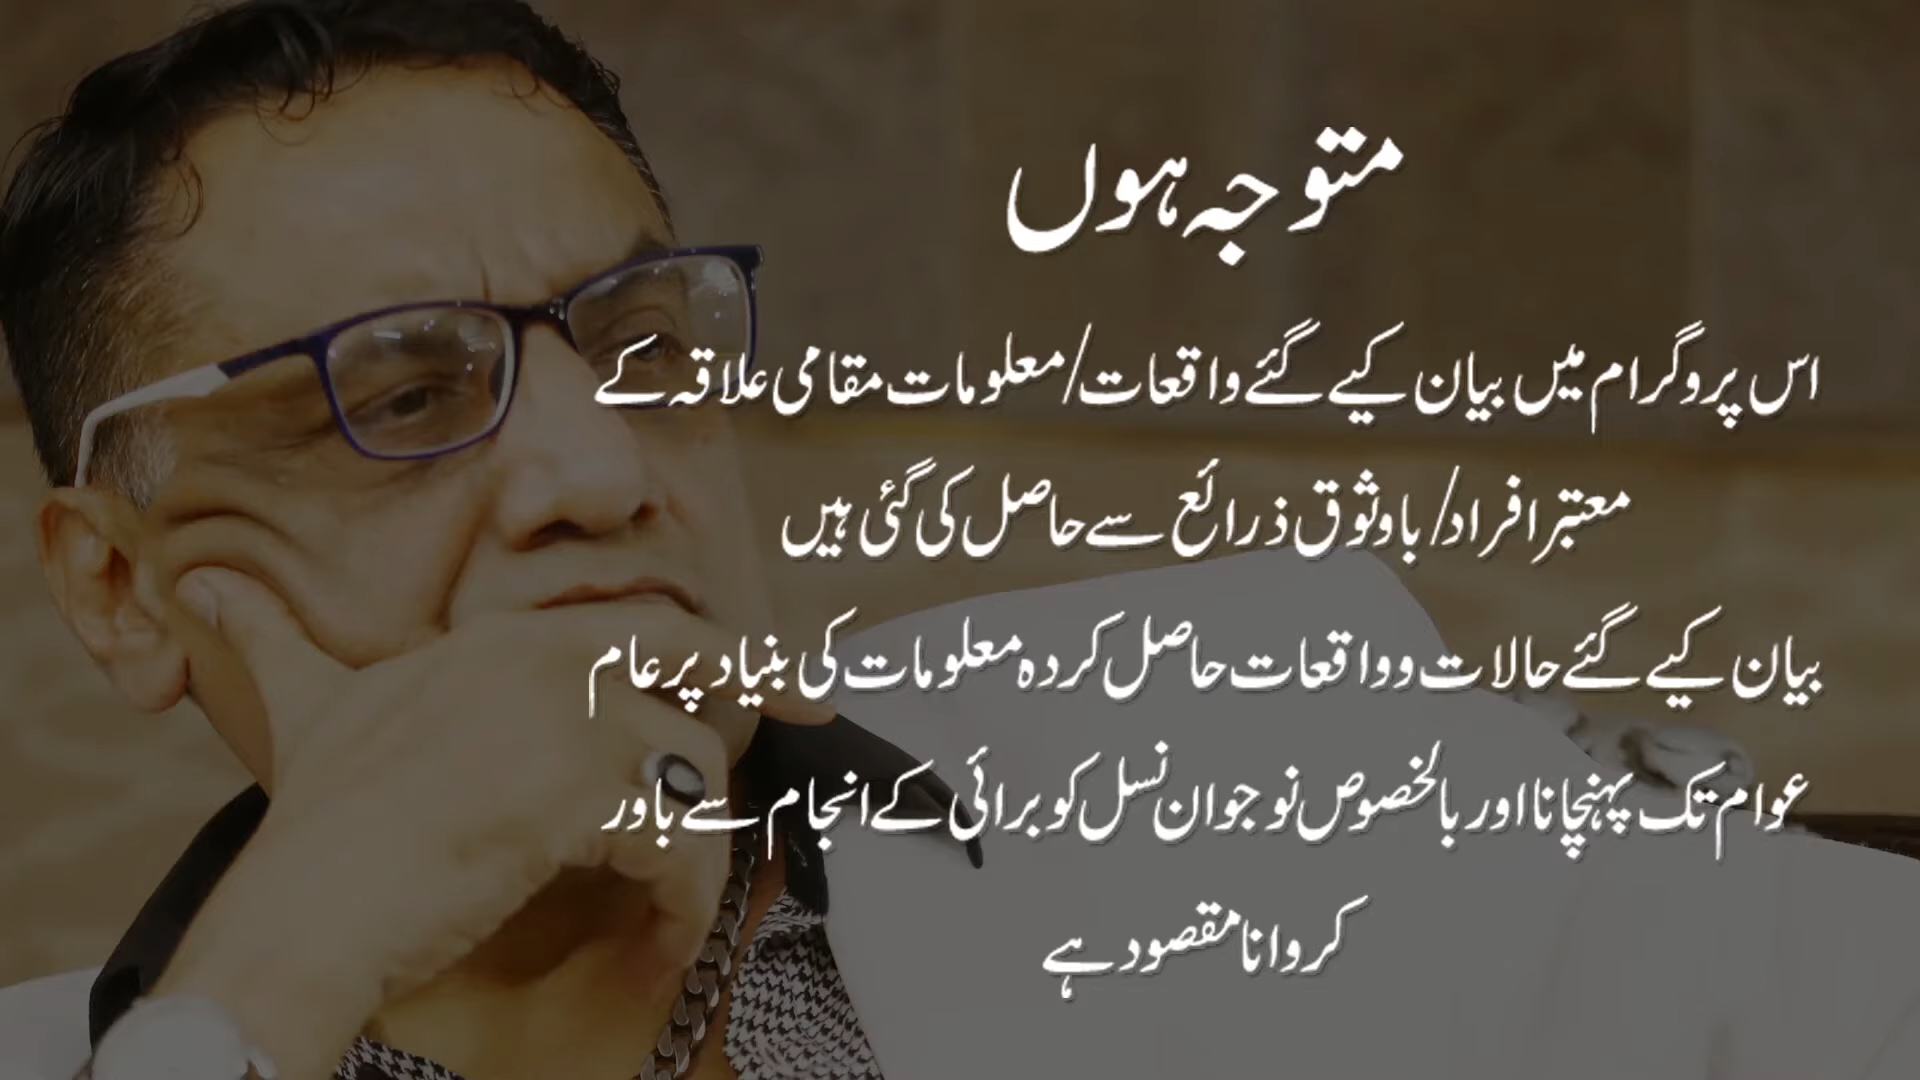 متوجہ ہوں
اس پروگرام میں بیان کیے گئے واقعات/معلومات مقامی علاقہ کے
معتبر افراد/ باوثوق ذرائع سے حاصل کی گئی ہیں
بیان کیے گئے حالات و واقعات حاصل کردہ معلومات کی بنیاد پر عام
عوام تک پہنچانا اور بالخصوص نوجوان نسل کو برائی کے انجام سے باور
کروانا مقصود ہے